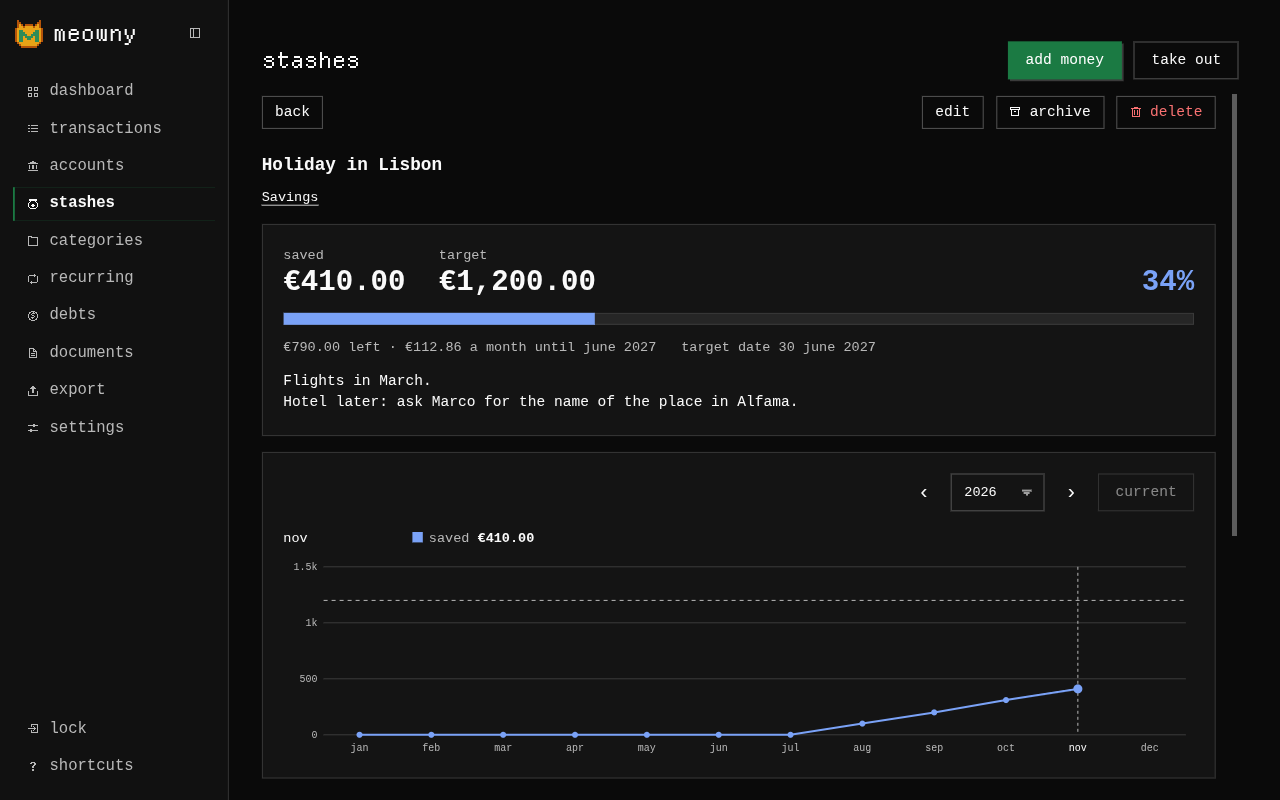 meowny
dashboard
transactions
accounts
stashes
categories
recurring
debts
documents
export
settings
lock
? shortcuts
stashes
add money
take out
back
edit
archive
delete
Holiday in Lisbon
Savings
saved
target
€410.00
€1,200.00
34%
€790.00 left · €112.86 a month until june 2027
target date 30 june 2027
Flights in March.
Hotel later: ask Marco for the name of the place in Alfama.
‹
2026
›
current
nov
saved €410.00
1.5k
1k
500
0
jan feb mar apr may jun jul aug sep oct nov dec